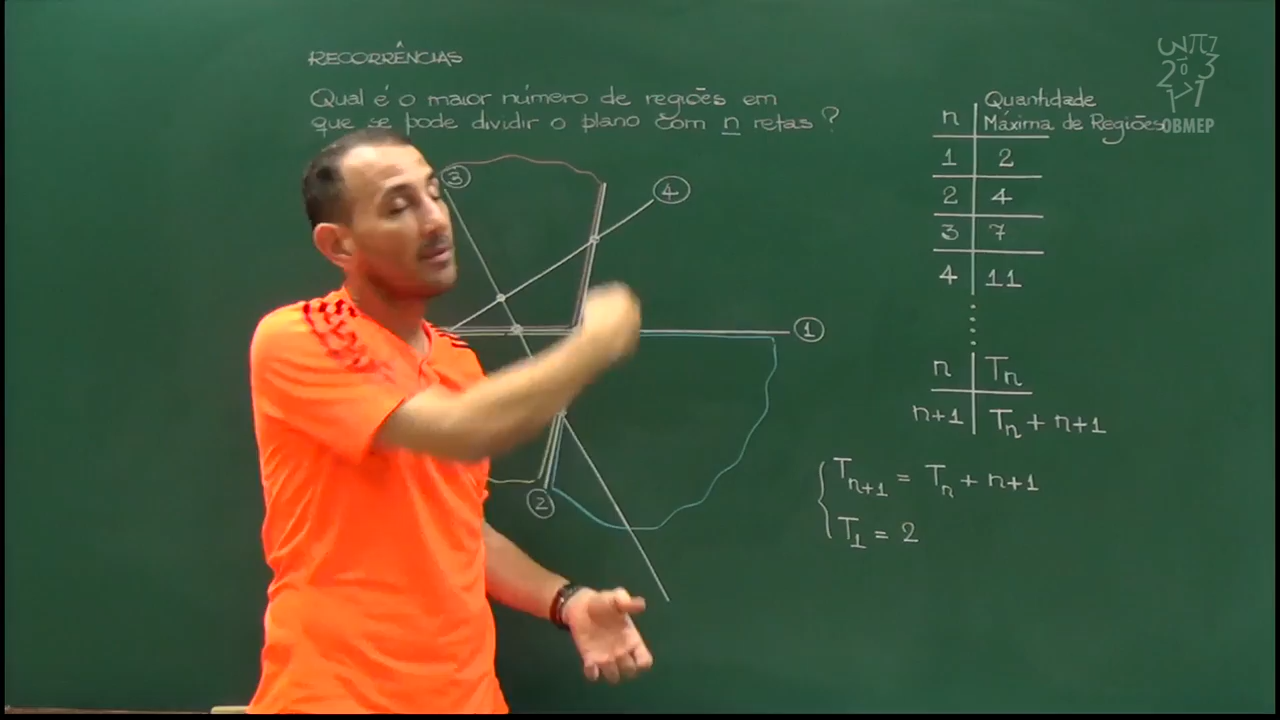 RECORRÊNCIAS
Qual é o maior número de regiões em
que se pode dividir o plano com n retas?
3
4
1
2
n Quantidade Máxima de Regiões
1 2
2 4
3 7
4 11
n Tn
n+1 Tn + n+1
Tn+1 = Tn + n+1
T1 = 2
OBMEP